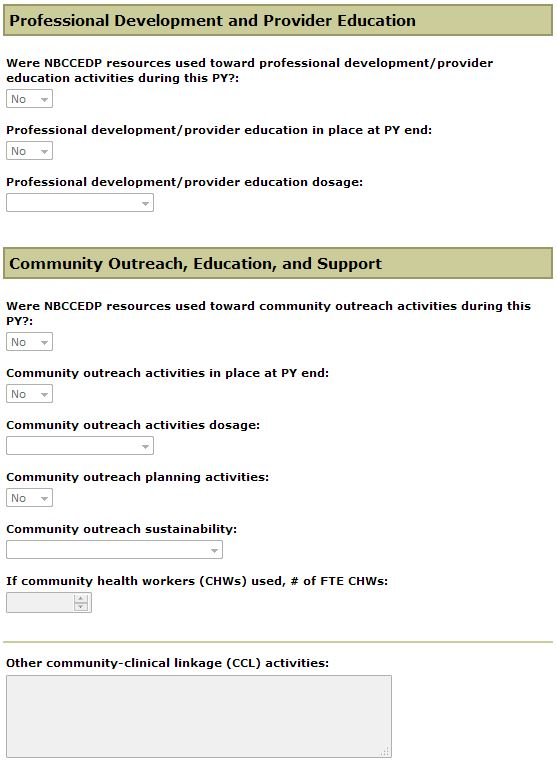 Professional Development and Provider Education
Were NBCCEDP resources used toward professional development/provider
education activities during this PY?:
No
Professional development/provider education in place at PY end:
No
Professional development/provider education dosage:
Community Outreach, Education, and Support
Were NBCCEDP resources used toward community outreach activities during this
PY?:
No
Community outreach activities in place at PY end:
No
Community outreach activities dosage:
Community outreach planning activities:
No
Community outreach sustainability:
If community health workers (CHWs) used, # of FTE CHWs:
Other community-clinical linkage (CCL) activities: